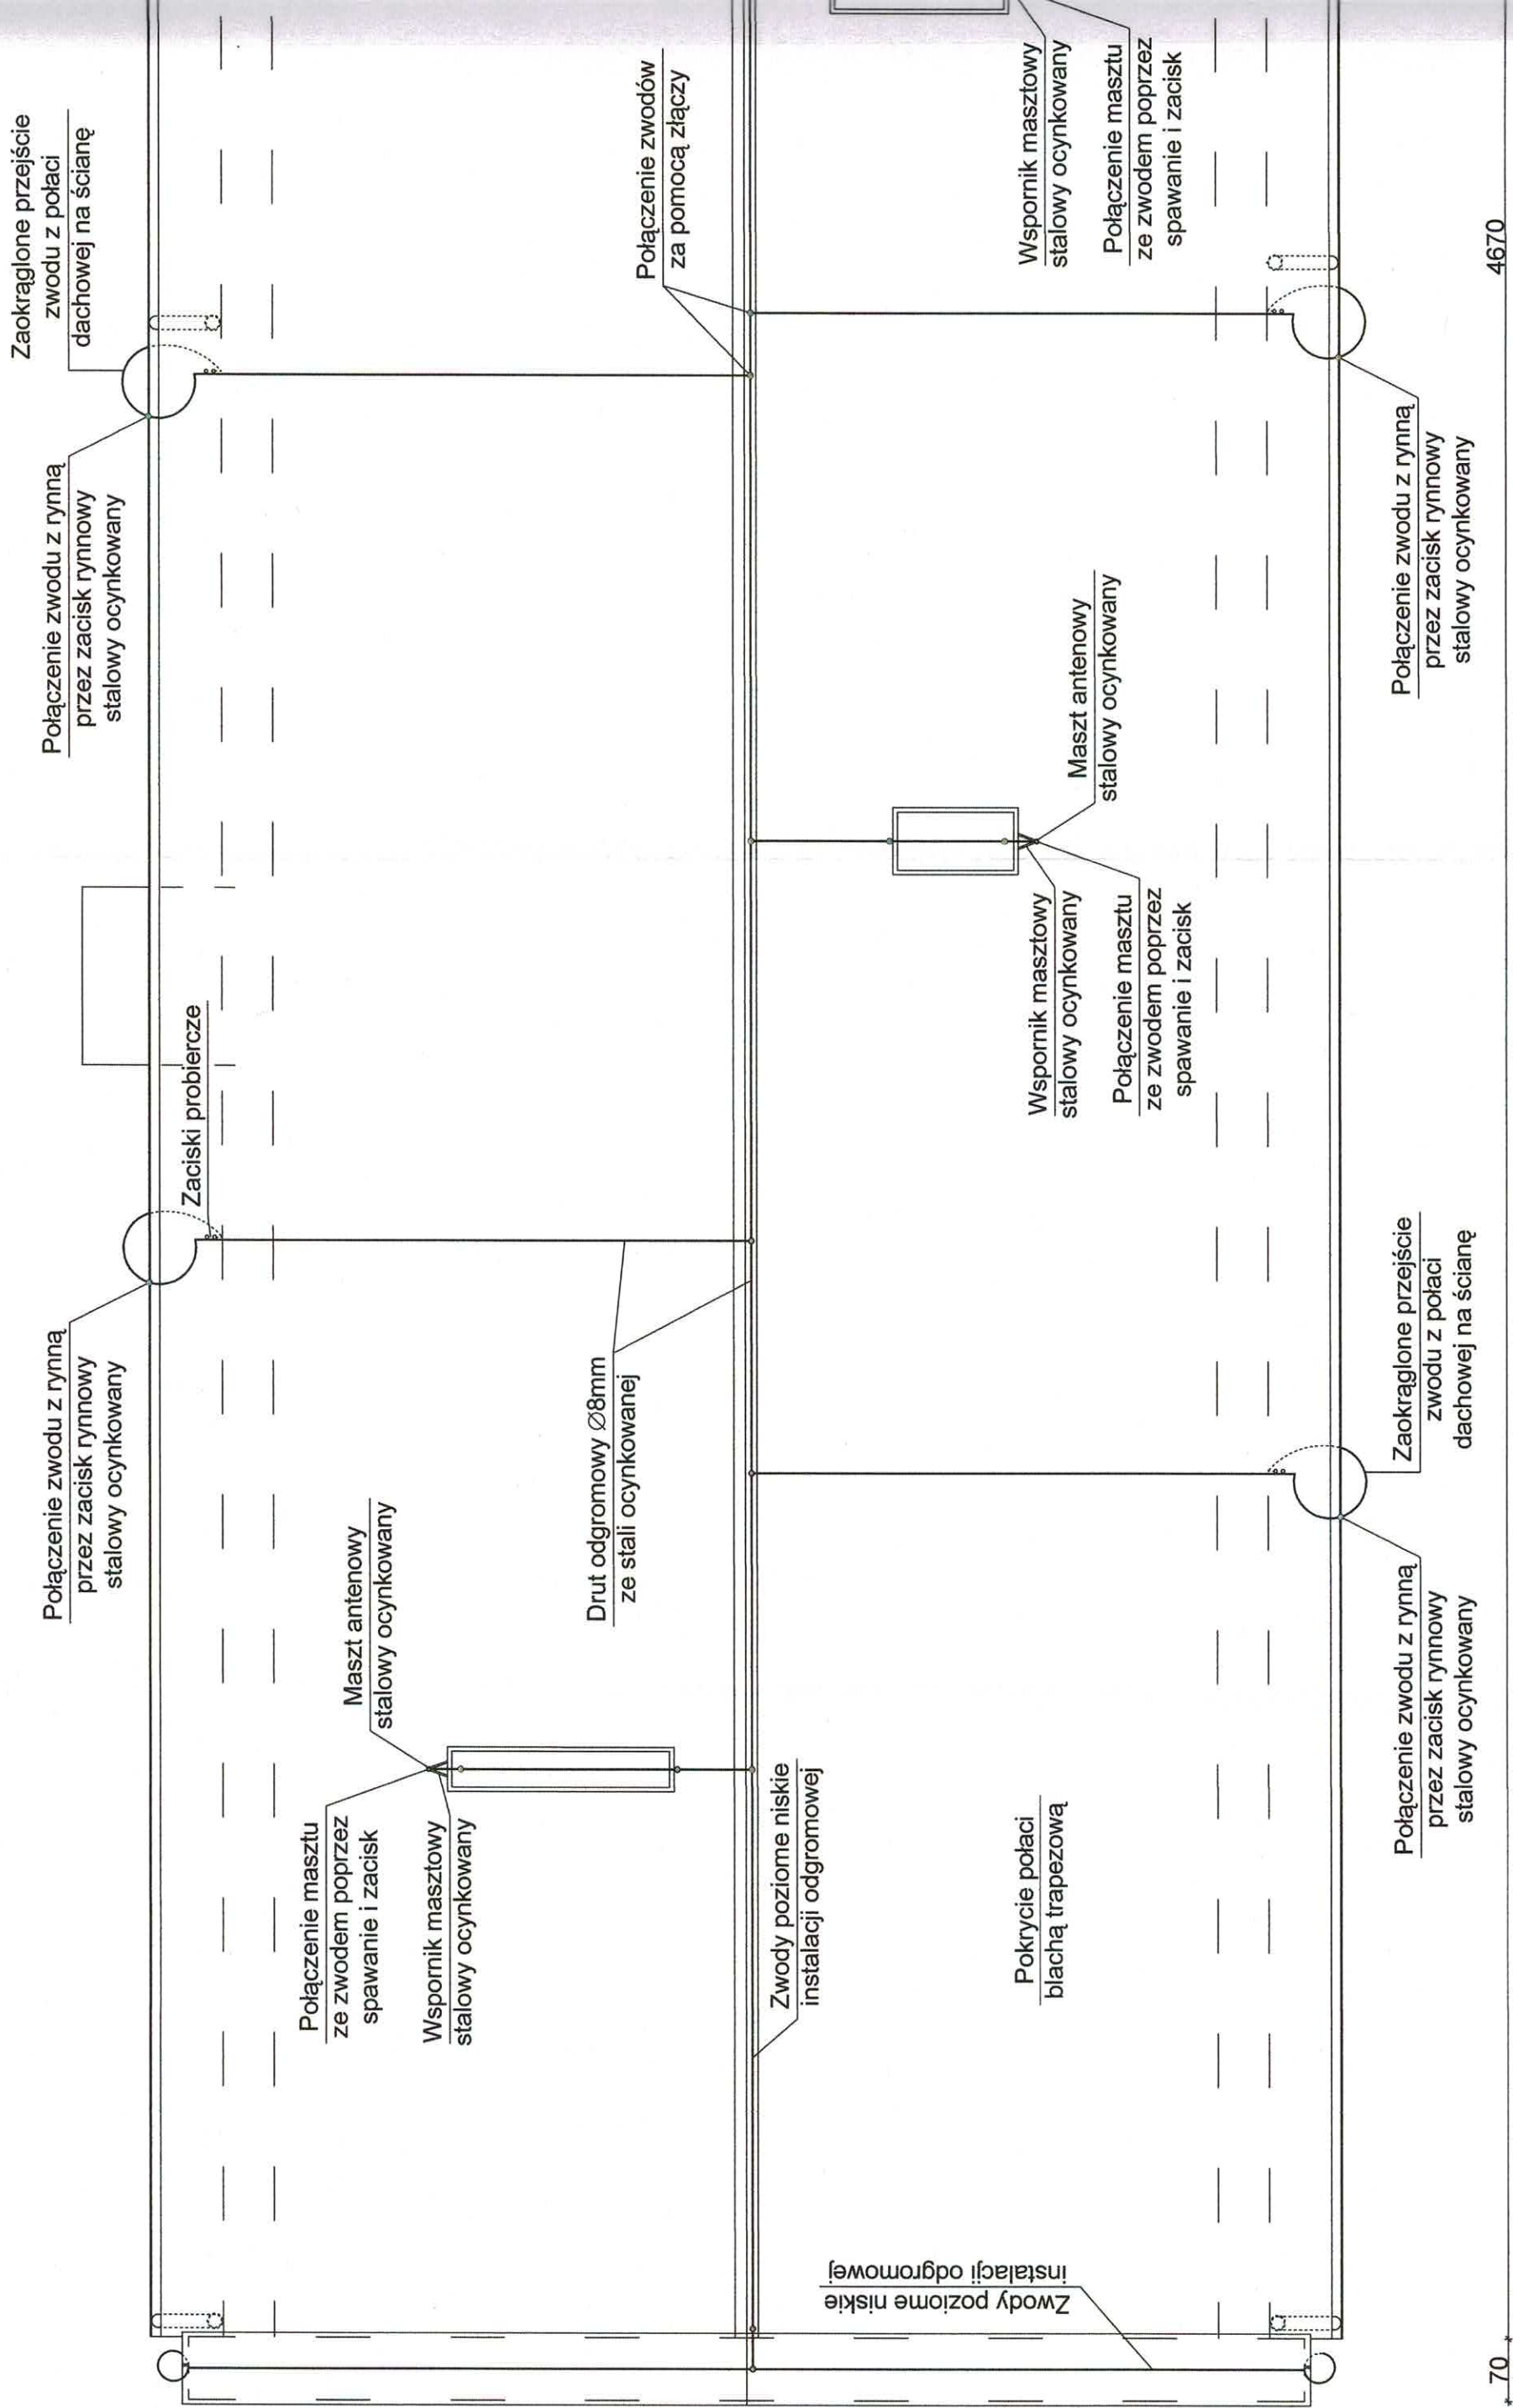 Zaokrąglone przejście
zwodu z połaci
dachowej na ścianę
Połączenie zwodu z rynną
przez zacisk rynnowy
stalowy ocynkowany
Zaciski probiercze
Połączenie zwodu z rynną
przez zacisk rynnowy
stalowy ocynkowany
Połączenie zwodów
za pomocą złączy
Drut odgromowy Ø8mm
ze stali ocynkowanej
Maszt antenowy
stalowy ocynkowany
Połączenie masztu
ze zwodem poprzez
spawanie i zacisk
Wspornik masztowy
stalowy ocynkowany
Zwody poziome niskie
instalacji odgromowej
Wspornik masztowy
stalowy ocynkowany
Połączenie masztu
ze zwodem poprzez
spawanie i zacisk
Maszt antenowy
stalowy ocynkowany
Wspornik masztowy
stalowy ocynkowany
Połączenie masztu
ze zwodem poprzez
spawanie i zacisk
Pokrycie połaci
blachą trapezową
Zwody poziome niskie
instalacji odgromowej
Połączenie zwodu z rynną
przez zacisk rynnowy
stalowy ocynkowany
Zaokrąglone przejście
zwodu z połaci
dachowej na ścianę
Połączenie zwodu z rynną
przez zacisk rynnowy
stalowy ocynkowany
70
4670